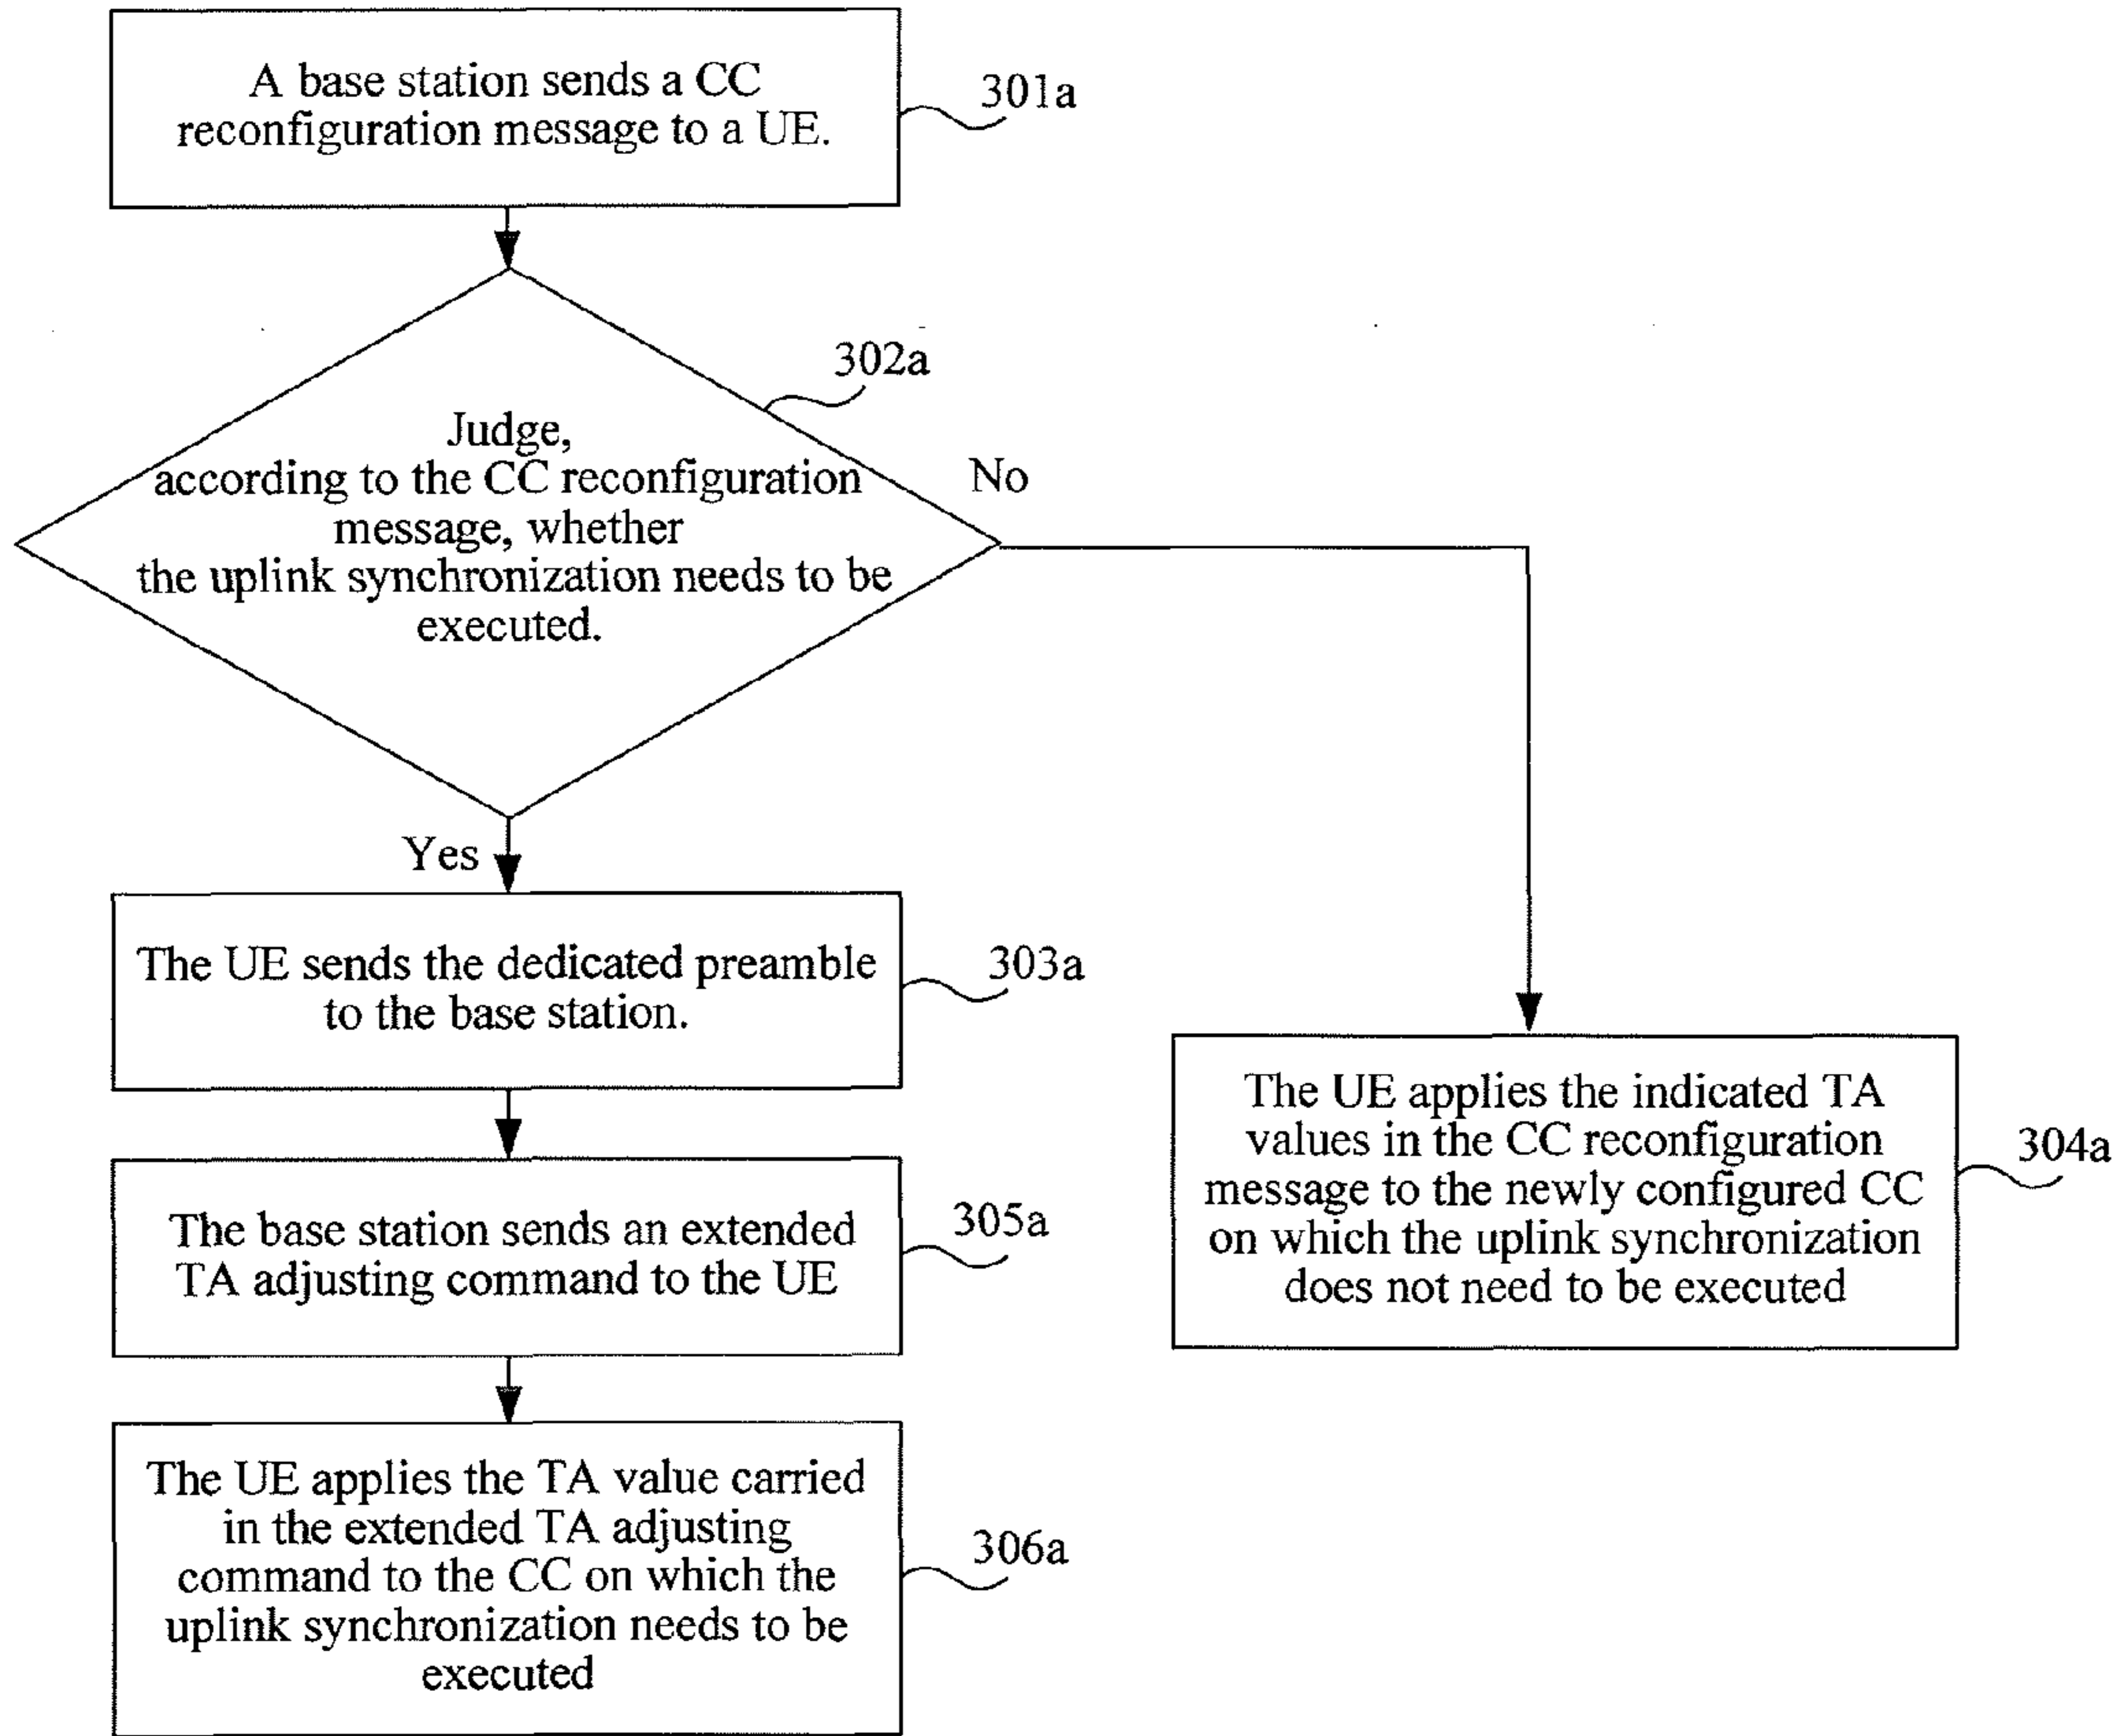 A base station sends a CC
reconfiguration message to a UE.
301a
302a
Judge,
according to the CC reconfiguration
message, whether
the uplink synchronization needs to be
executed.
No
Yes
The UE sends the dedicated preamble
to the base station.
303a
The UE applies the indicated TA
values in the CC reconfiguration
message to the newly configured CC
on which the uplink synchronization
does not need to be executed
304a
The base station sends an extended
TA adjusting command to the UE
305a
The UE applies the TA value carried
in the extended TA adjusting
command to the CC on which the
uplink synchronization needs to be
executed
306a